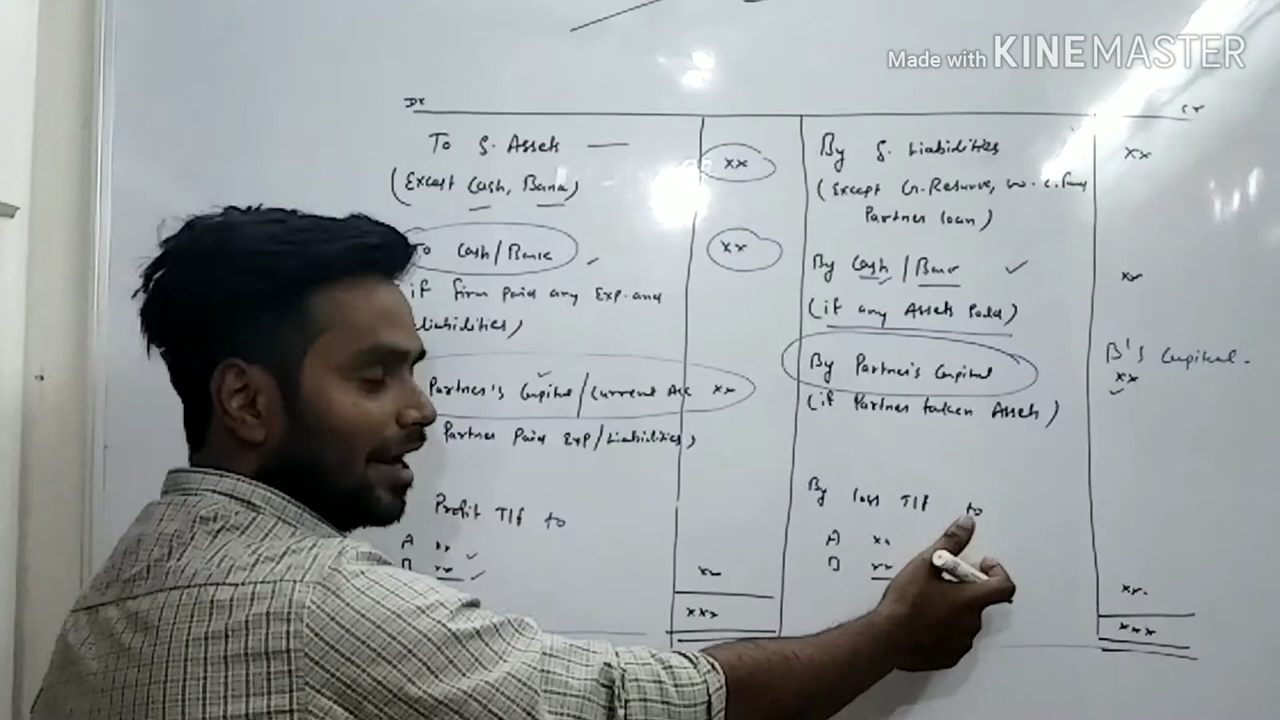 Made with KINEMASTER
Dr
Cr
To S. Assets — xx
(Except Cash, Bank)
To Cash/Bank xx
if firm paid any Exp. and
Liabilities)
Partner's Capital/Current Acc xx
Partner Paid Exp/Liabilities)
Profit T/f to
A xx
B xx
xx
xxx
By S. Liabilities xx
(Except G. Reserve, W.C. Fund
Partner loan)
By Cash/Bank xx
(if any Assets Sold)
B's Capital.
By Partner's Capital xx
(if Partner taken Assets)
By loss T/f to
A xx
B xx
xx.
xxx